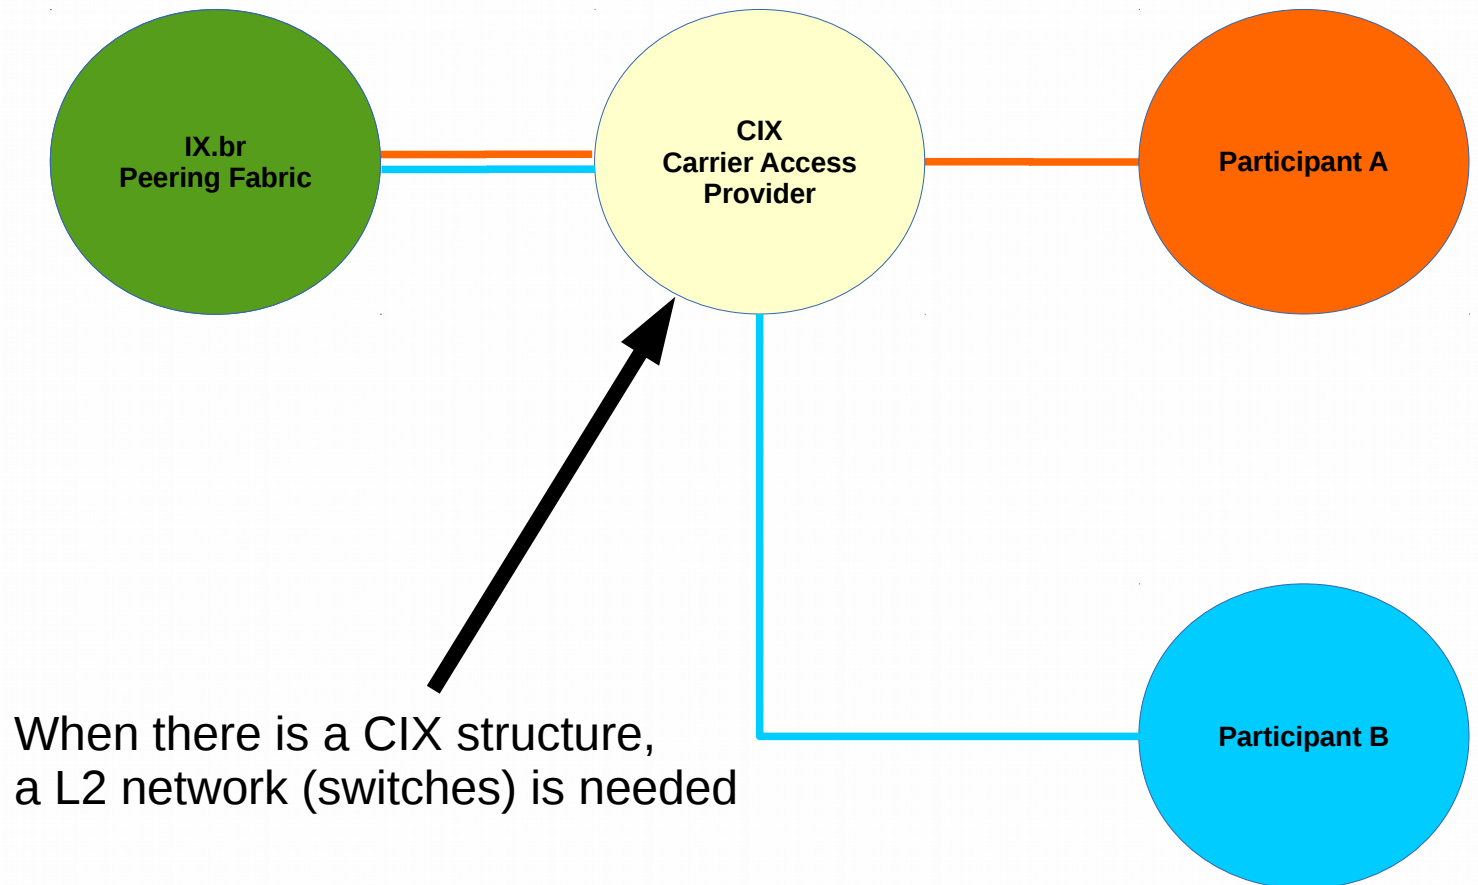 IX.br
Peering Fabric
CIX
Carrier Access
Provider
Participant A
When there is a CIX structure,
a L2 network (switches) is needed
Participant B